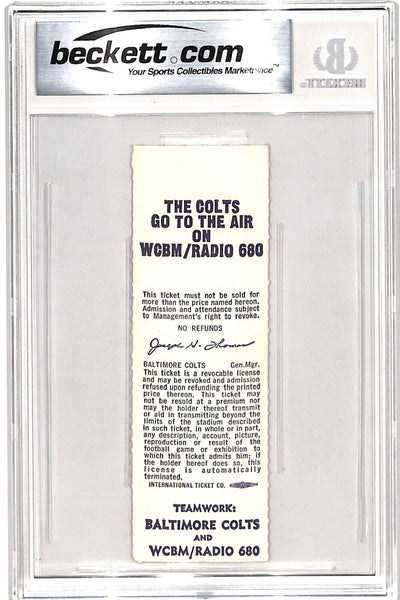 beckett.com
Your Sports Collectibles Marketplace™
B
BECKETT
THE COLTS
GO TO THE AIR
ON
WCBM/RADIO 680
This ticket must not be sold for
more than the price named hereon.
Admission and attendance subject
to Management's right to revoke.
NO REFUNDS
Joseph H. Thomas
BALTIMORE COLTS Gen.Mgr.
This ticket is a revocable license
and may be revoked and admission
refused upon refunding the printed
price thereon. This ticket may
not be resold at a premium nor
may the holder thereof transmit
or aid in transmitting beyond the
limits of the stadium described
in such ticket, in whole or in part,
any description, account, picture,
reproduction or result of the
football game or exhibition to
which this ticket admits him; if
the holder hereof does so, this
license is automatically
terminated.
INTERNATIONAL TICKET CO.
TEAMWORK:
BALTIMORE COLTS
AND
WCBM/RADIO 680